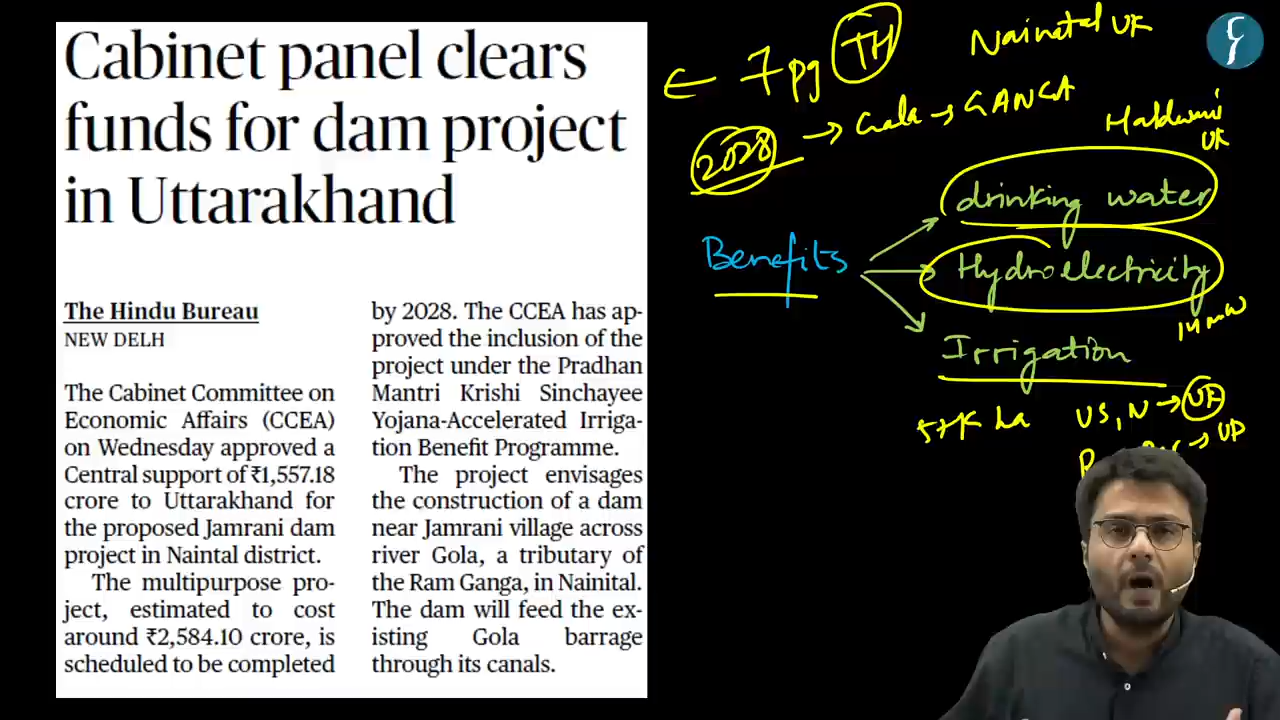 Cabinet panel clears
funds for dam project
in Uttarakhand
The Hindu Bureau
NEW DELH
The Cabinet Committee on
Economic Affairs (CCEA)
on Wednesday approved a
Central support of ₹1,557.18
crore to Uttarakhand for
the proposed Jamrani dam
project in Naintal district.
The multipurpose pro-
ject, estimated to cost
around ₹2,584.10 crore, is
scheduled to be completed
by 2028. The CCEA has ap-
proved the inclusion of the
project under the Pradhan
Mantri Krishi Sinchayee
Yojana-Accelerated Irriga-
tion Benefit Programme.
The project envisages
the construction of a dam
near Jamrani village across
river Gola, a tributary of
the Ram Ganga, in Nainital.
The dam will feed the ex-
isting Gola barrage
through its canals.
← 7 pg TH
Nainatal UK
2028 → Gola → GANGA
Haldwani
UK
drinking water
Benefits
Hydroelectricity
14 mw
Irrigation
57K ha
US, N → UK
→ UP